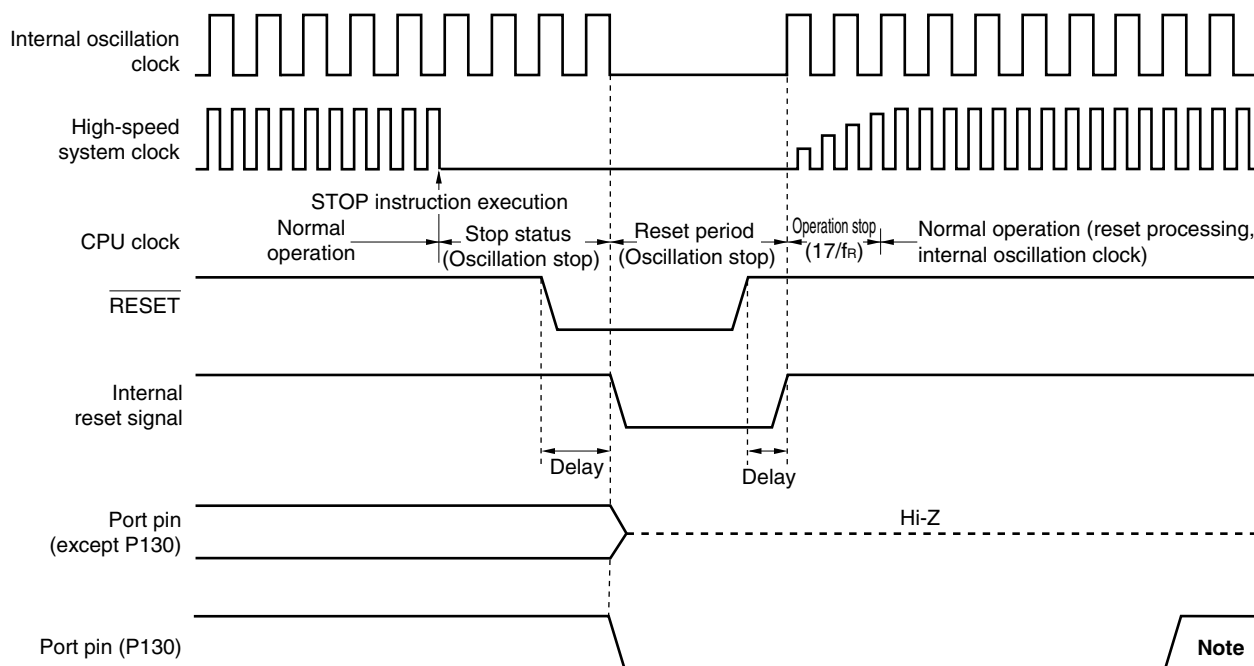 Internal oscillation
clock
High-speed
system clock
STOP instruction execution
CPU clock
Normal
operation
Stop status
(Oscillation stop)
Reset period
(Oscillation stop)
Operation stop
(17/fR)
Normal operation (reset processing,
internal oscillation clock)
RESET
Internal
reset signal
Delay
Delay
Port pin
(except P130)
Hi-Z
Port pin (P130)
Note